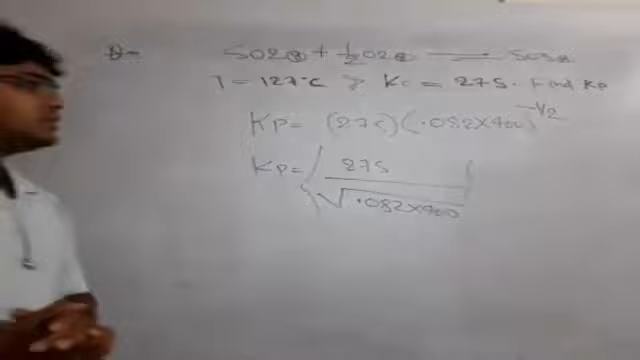 Q-
SO2(g) + 1/2O2(g) ⇌ SO3(g)
T = 127°C, Kc = 275. Find Kp
Kp = (275)(.082×400)^-1/2
Kp = ( 275 / √.082×400 )